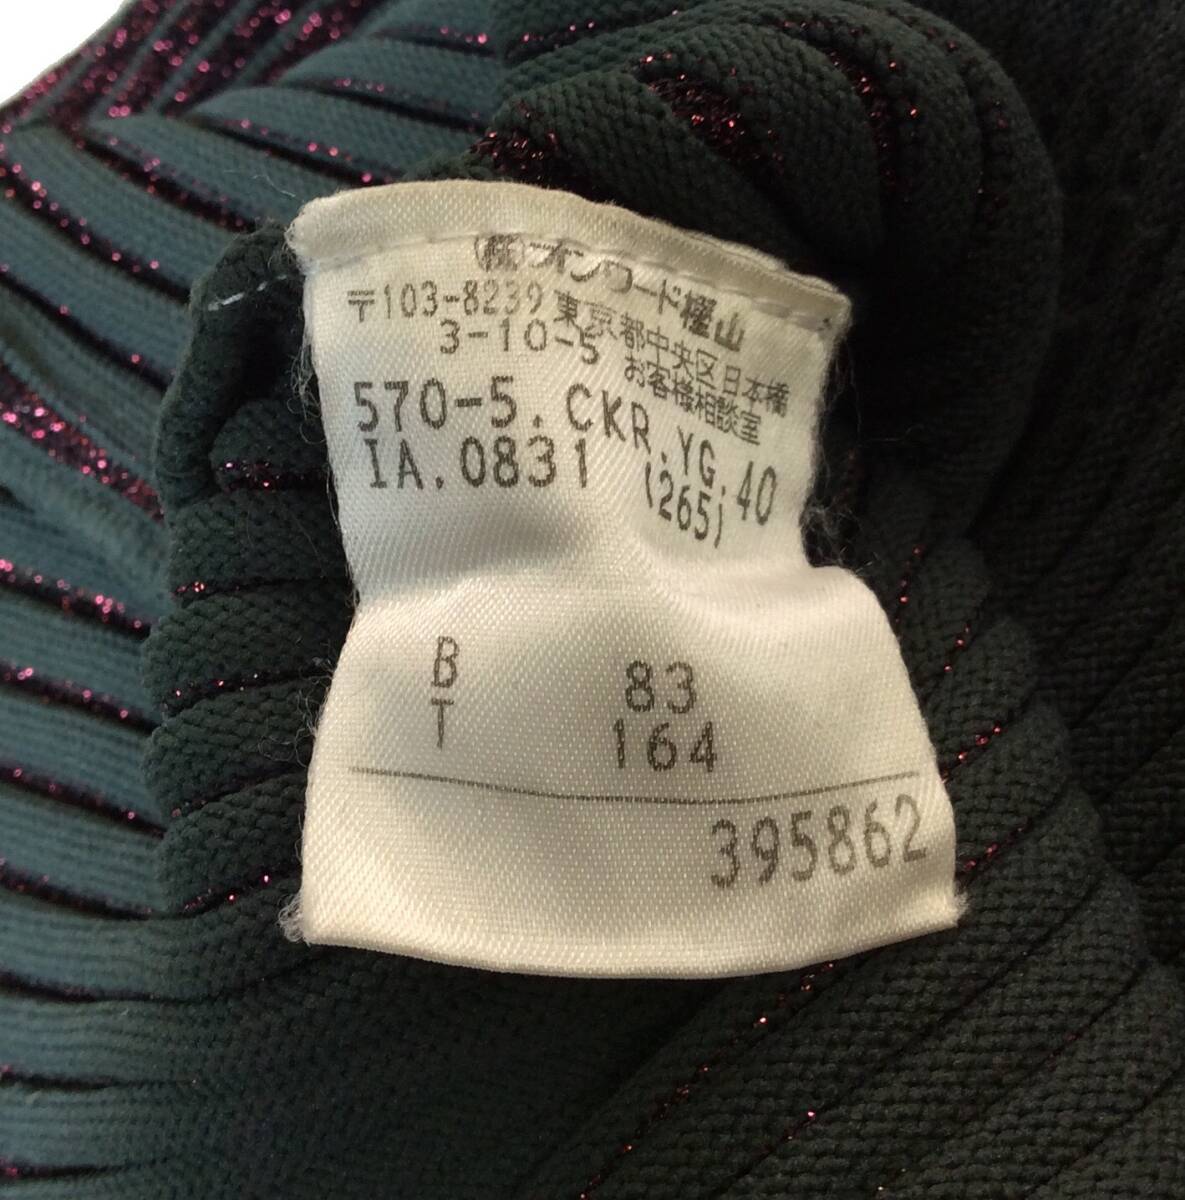 (株)オンワード樫山
〒103-8239 東京都中央区日本橋
3-10-5 お客様相談室
570-5. CKR.YG.40
IA.0831 (265)
B 83
T 164
395862